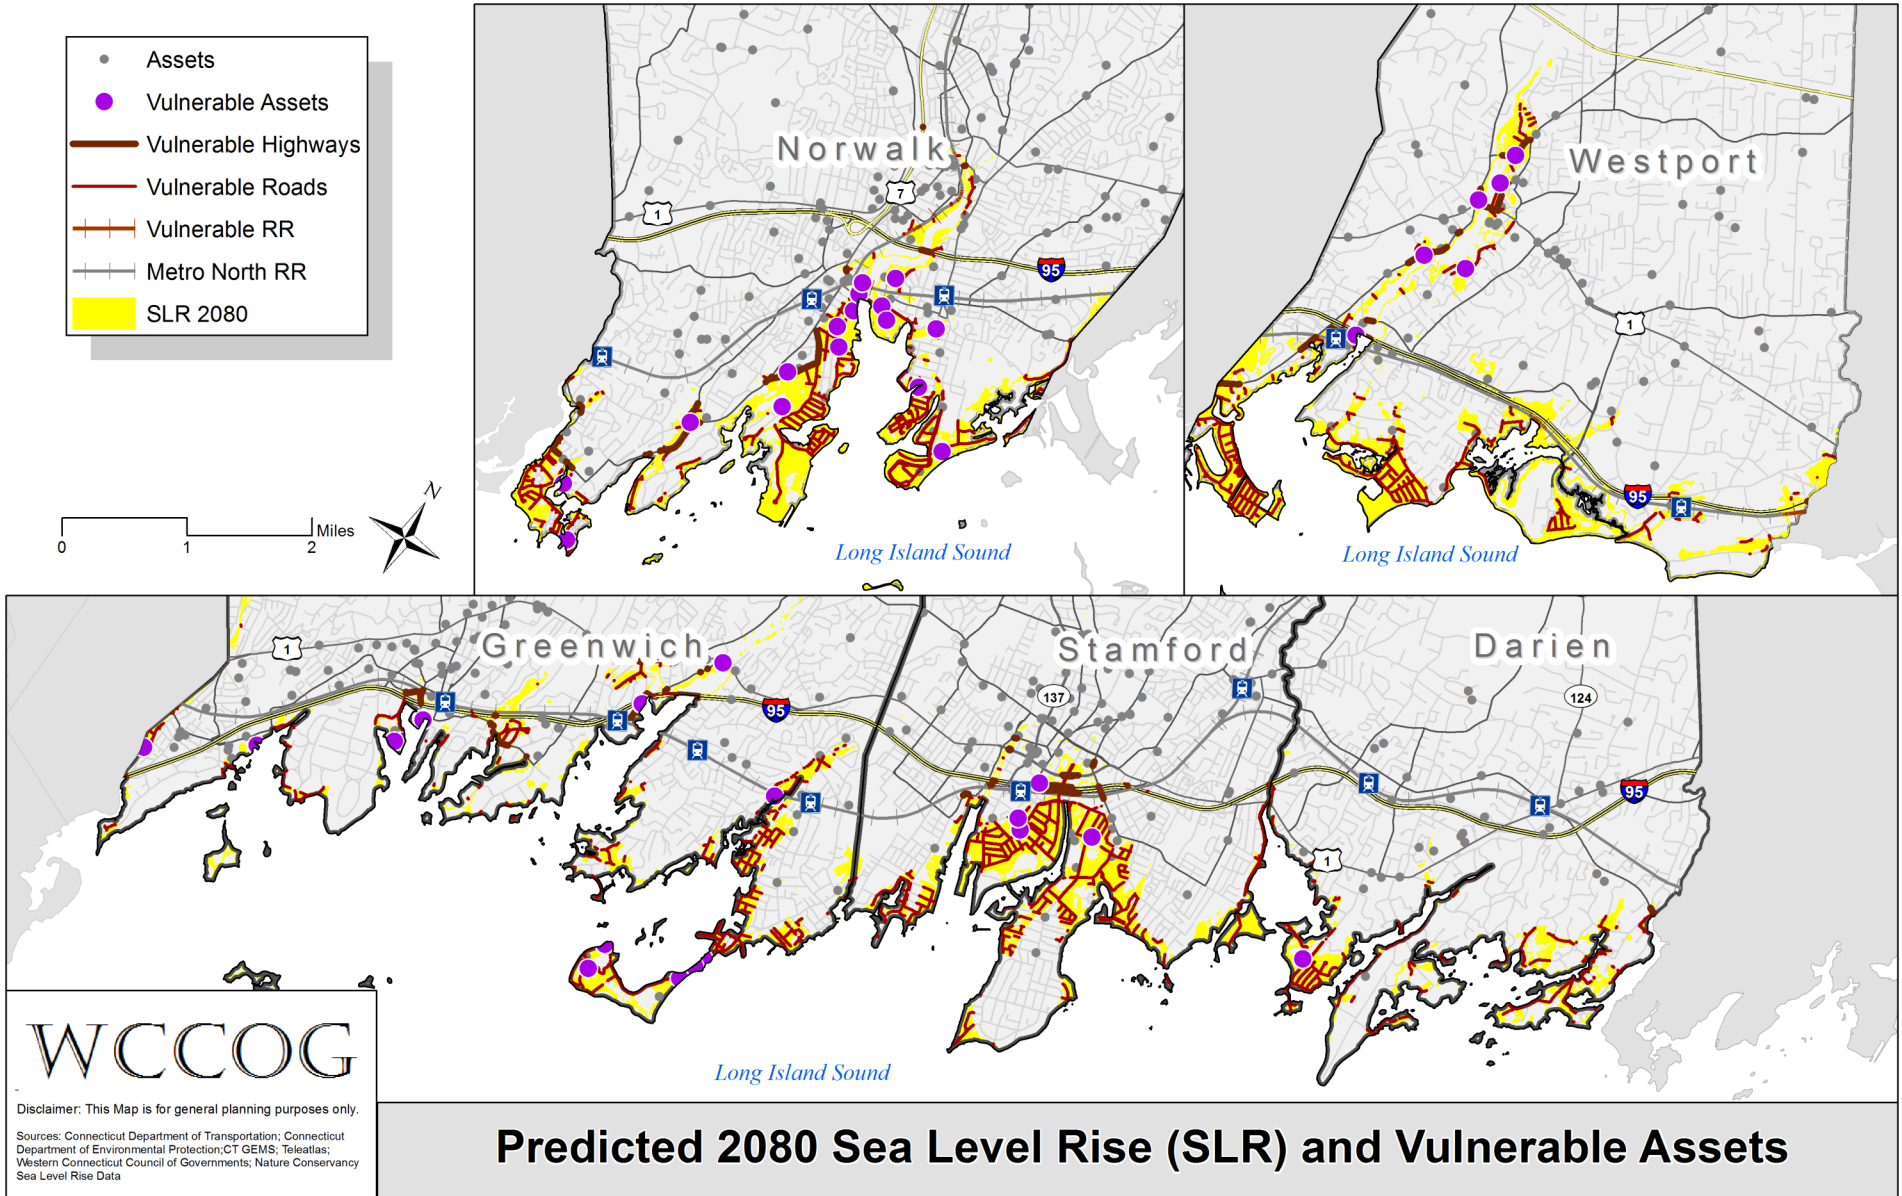 Assets
Vulnerable Assets
Vulnerable Highways
Vulnerable Roads
Vulnerable RR
Metro North RR
SLR 2080
0 1 2 Miles
N
Norwalk
7
1
95
Long Island Sound
Westport
1
95
Long Island Sound
Greenwich
Stamford
Darien
1
137
124
95
95
1
Long Island Sound
WCCOG
Disclaimer: This Map is for general planning purposes only.
Sources: Connecticut Department of Transportation; Connecticut
Department of Environmental Protection;CT GEMS; Teleatlas;
Western Connecticut Council of Governments; Nature Conservancy
Sea Level Rise Data
Predicted 2080 Sea Level Rise (SLR) and Vulnerable Assets